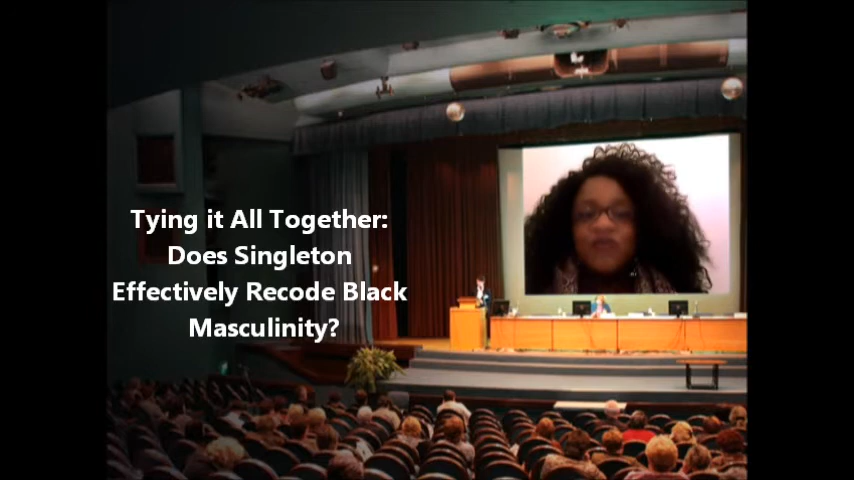 Tying it All Together:
Does Singleton
Effectively Recode Black
Masculinity?